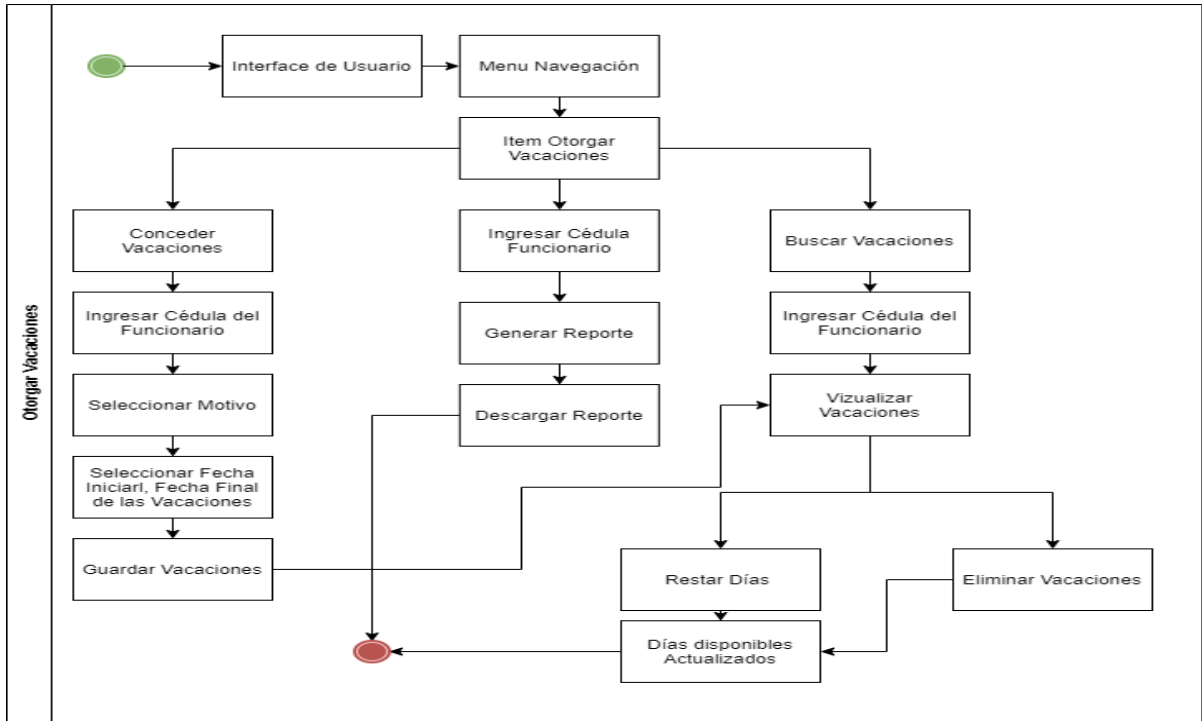 Otorgar Vacaciones
Interface de Usuario
Menu Navegación
Item Otorgar
Vacaciones
Conceder
Vacaciones
Ingresar Cédula
Funcionario
Buscar Vacaciones
Ingresar Cédula del
Funcionario
Generar Reporte
Ingresar Cédula del
Funcionario
Seleccionar Motivo
Descargar Reporte
Vizualizar
Vacaciones
Seleccionar Fecha
Iniciarl, Fecha Final
de las Vacaciones
Guardar Vacaciones
Restar Días
Eliminar Vacaciones
Días disponibles
Actualizados